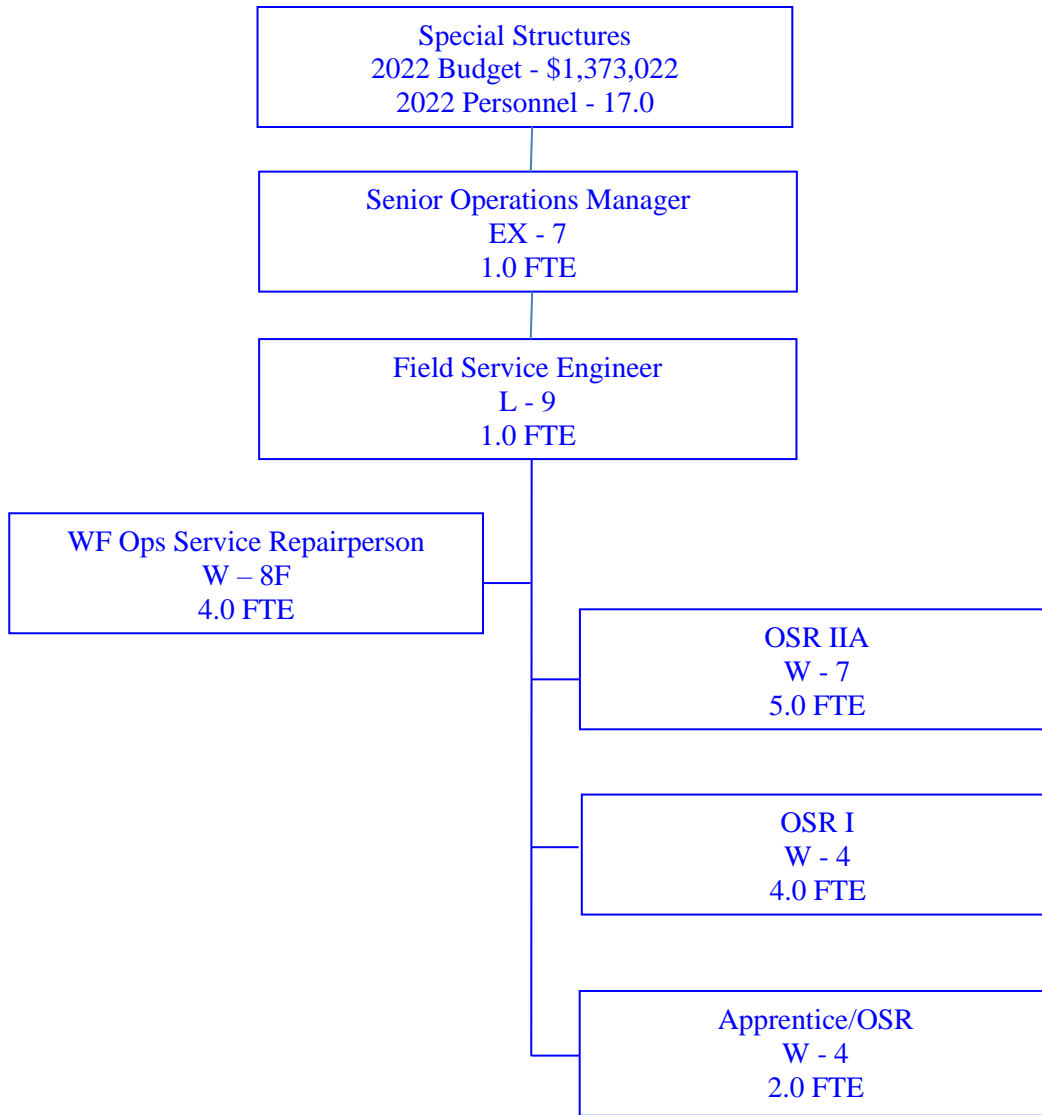 Special Structures
2022 Budget - $1,373,022
2022 Personnel - 17.0
Senior Operations Manager
EX - 7
1.0 FTE
Field Service Engineer
L - 9
1.0 FTE
WF Ops Service Repairperson
W – 8F
4.0 FTE
OSR IIA
W - 7
5.0 FTE
OSR I
W - 4
4.0 FTE
Apprentice/OSR
W - 4
2.0 FTE